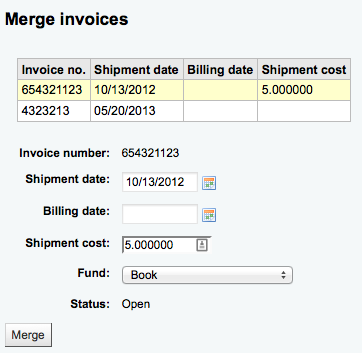 Merge invoices
Invoice no. Shipment date Billing date Shipment cost
654321123 10/13/2012 5.000000
4323213 05/20/2013
Invoice number: 654321123
Shipment date: 10/13/2012
Billing date:
Shipment cost: 5.000000
Fund: Book
Status: Open
Merge